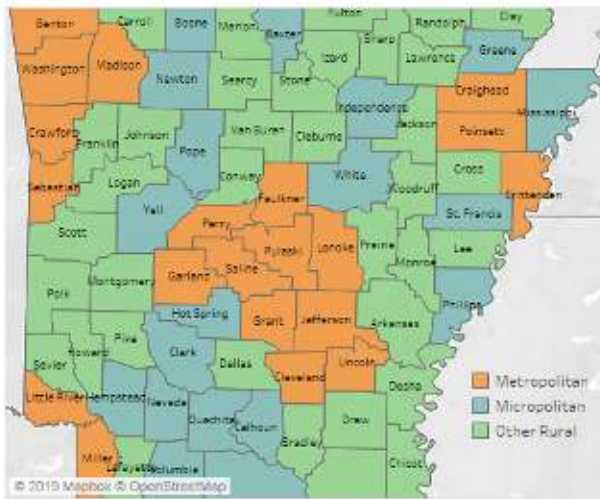 Fulton
Clay
Benton
Carroll
Boone
Marion
Baxter
Randolph
Sharp
Izard
Greene
Washington
Madison
Lawrence
Newton
Searcy
Stone
Craighead
Mississippi
Independence
Jackson
Poinsett
Crawford
Franklin
Johnson
Van Buren
Cleburne
Pope
Logan
Conway
White
Woodruff
Cross
Crittenden
Sebastian
Faulkner
Yell
St. Francis
Scott
Perry
Pulaski
Lonoke
Prairie
Lee
Monroe
Garland
Saline
Polk
Montgomery
Phillips
Hot Spring
Grant
Jefferson
Arkansas
Pike
Clark
Howard
Sevier
Dallas
Cleveland
Lincoln
Desha
Metropolitan
Little River
Hempstead
Nevada
Ouachita
Calhoun
Micropolitan
Drew
Bradley
Other Rural
Miller
Lafayette
Columbia
Chicot
© 2019 Mapbox © OpenStreetMap